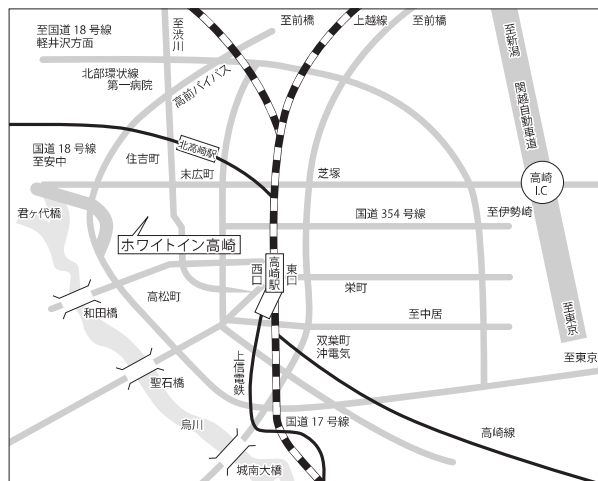 至国道18号線
軽井沢方面
至渋川
至前橋
上越線
至前橋
至新潟
関越自動車道
北部環状線
第一病院
高前バイパス
国道18号線
至安中
住吉町
北高崎駅
末広町
芝塚
高崎
I.C
君ヶ代橋
国道354号線
至伊勢崎
ホワイトイン高崎
西口
高崎駅
東口
栄町
高松町
和田橋
至中居
至東京
双葉町
沖電気
至東京
上信電鉄
聖石橋
烏川
国道17号線
高崎線
城南大橋